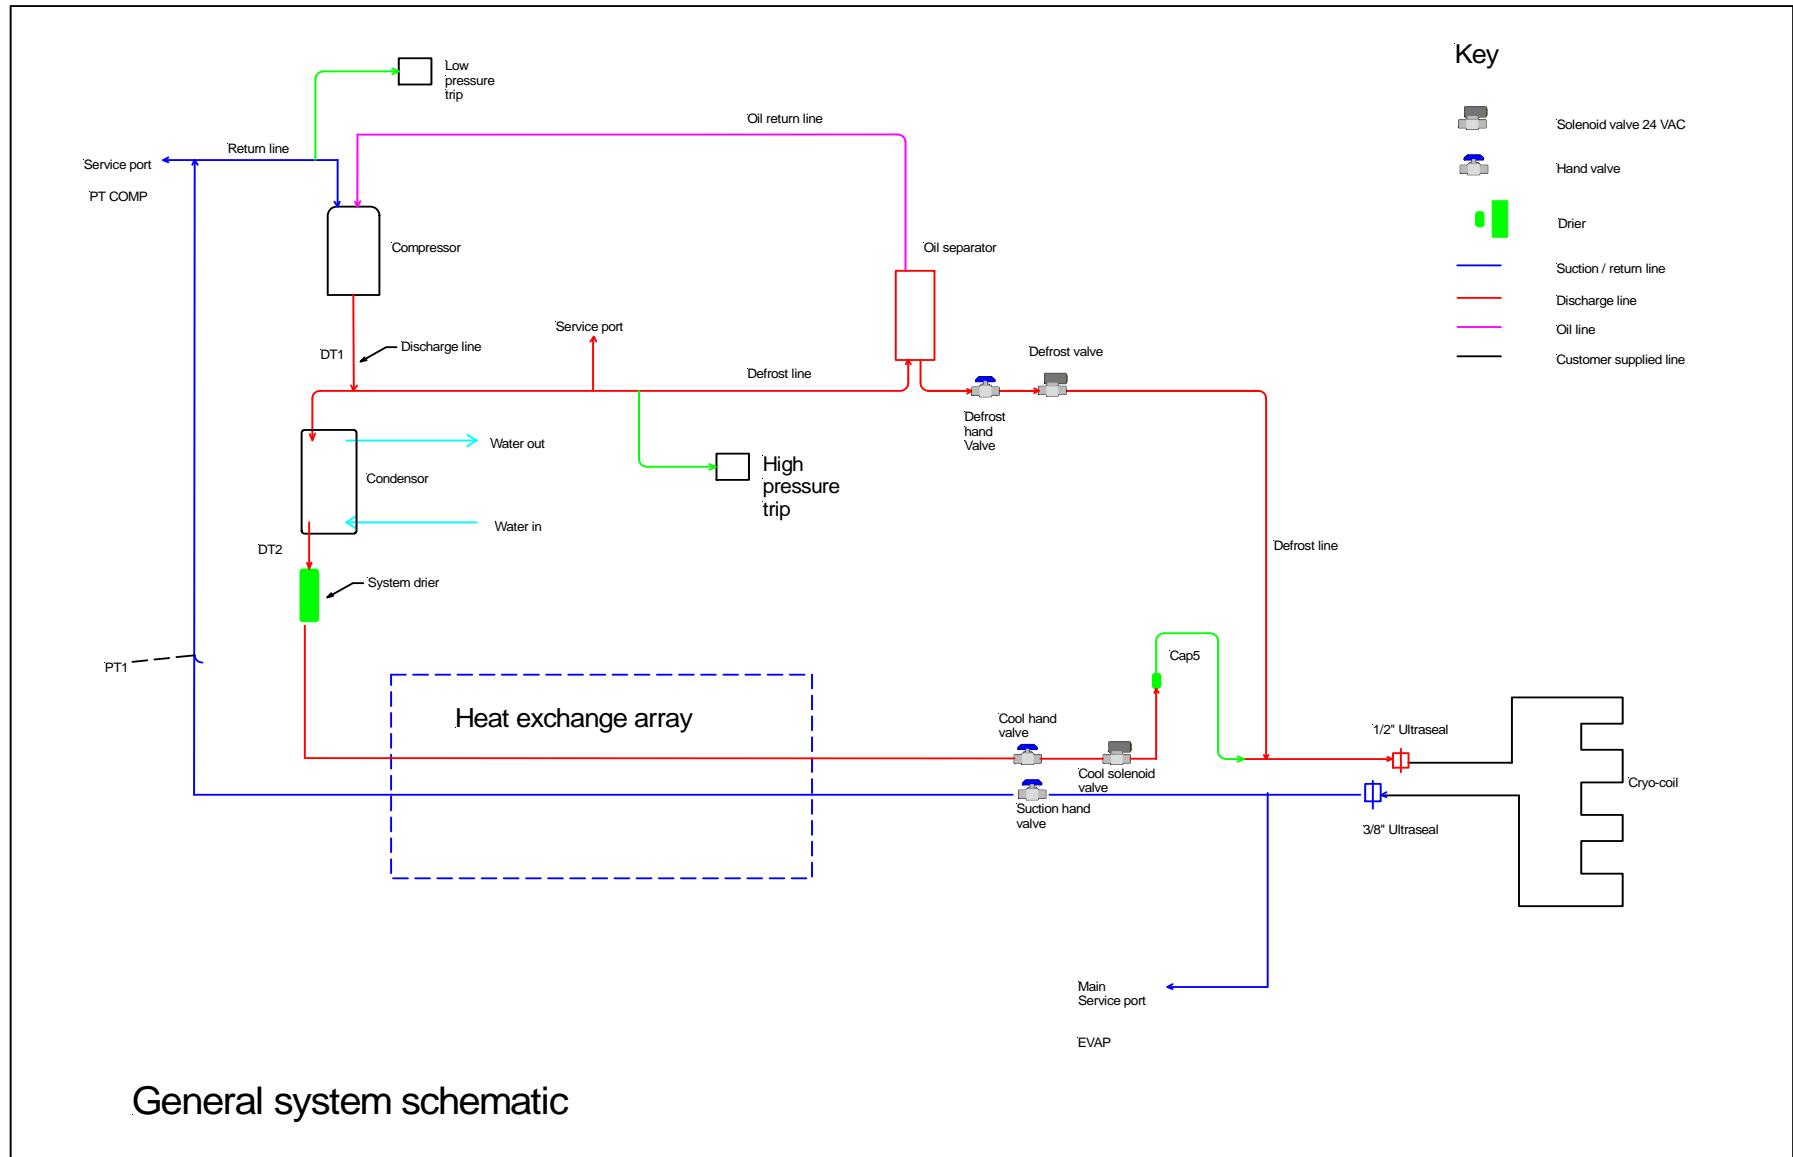 Key
Low
pressure
trip
Solenoid valve 24 VAC
Oil return line
Return line
Service port
Hand valve
PT COMP
Drier
Compressor
Oil separator
Suction / return line
Discharge line
Oil line
Customer supplied line
Service port
DT1
Discharge line
Defrost valve
Defrost line
Defrost
hand
Valve
Water out
Condensor
High
pressure
trip
Water in
DT2
Defrost line
System drier
PT1
Cap5
Heat exchange array
Cool hand
valve
1/2" Ultraseal
Cool solenoid
valve
Cryo-coil
Suction hand
valve
3/8" Ultraseal
Main
Service port
EVAP
General system schematic